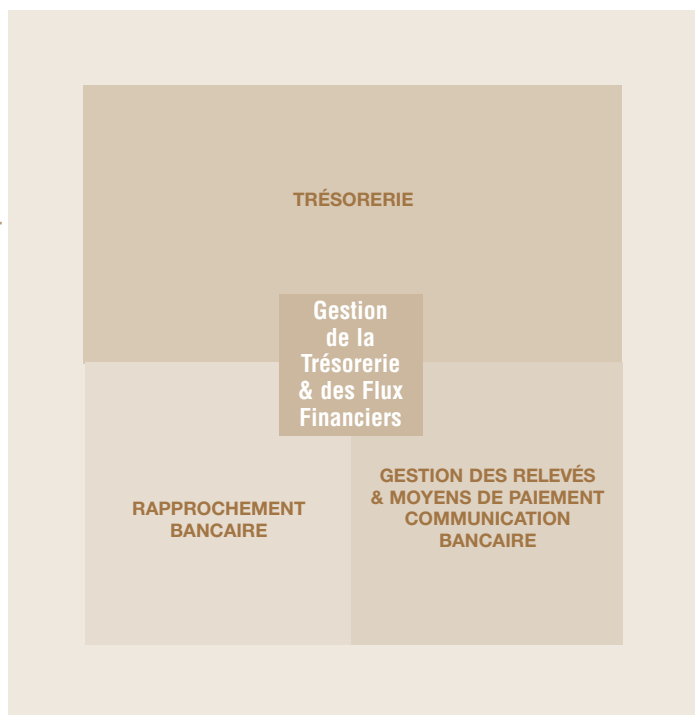 TRÉSORERIE
Gestion
de la
Trésorerie
& des Flux
Financiers
RAPPROCHEMENT
BANCAIRE
GESTION DES RELEVÉS
& MOYENS DE PAIEMENT
COMMUNICATION
BANCAIRE